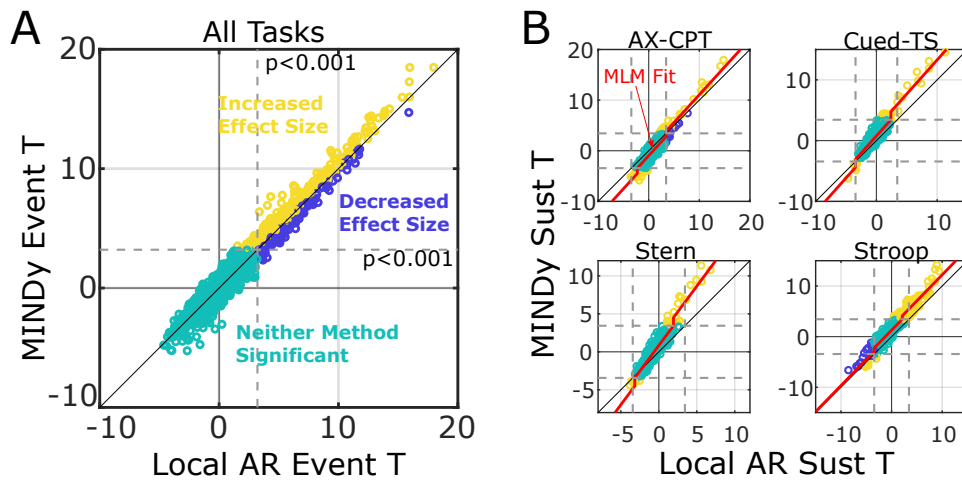 A
All Tasks
p<0.001
Increased
Effect Size
Decreased
Effect Size
p<0.001
Neither Method
Significant
MINDy Event T
20
10
0
-10
-10
0
10
20
Local AR Event T
B
MINDy Sust T
AX-CPT
MLM Fit
20
10
0
-10
-10
0
10
20
Cued-TS
10
0
-10
-10
0
10
Stern
10
5
0
-5
-5
0
5
10
Stroop
10
0
-10
-10
0
10
Local AR Sust T